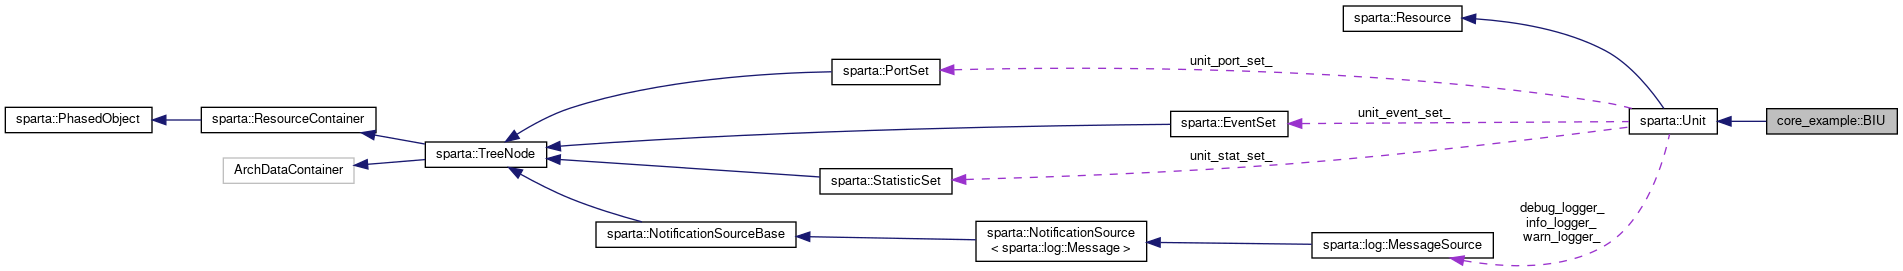 sparta::Resource
unit_port_set_
sparta::PortSet
sparta::PhasedObject
sparta::ResourceContainer
unit_event_set_
sparta::EventSet
sparta::Unit
core_example::BIU
sparta::TreeNode
ArchDataContainer
unit_stat_set_
sparta::StatisticSet
debug_logger_
info_logger_
warn_logger_
sparta::NotificationSourceBase
sparta::NotificationSource
< sparta::log::Message >
sparta::log::MessageSource